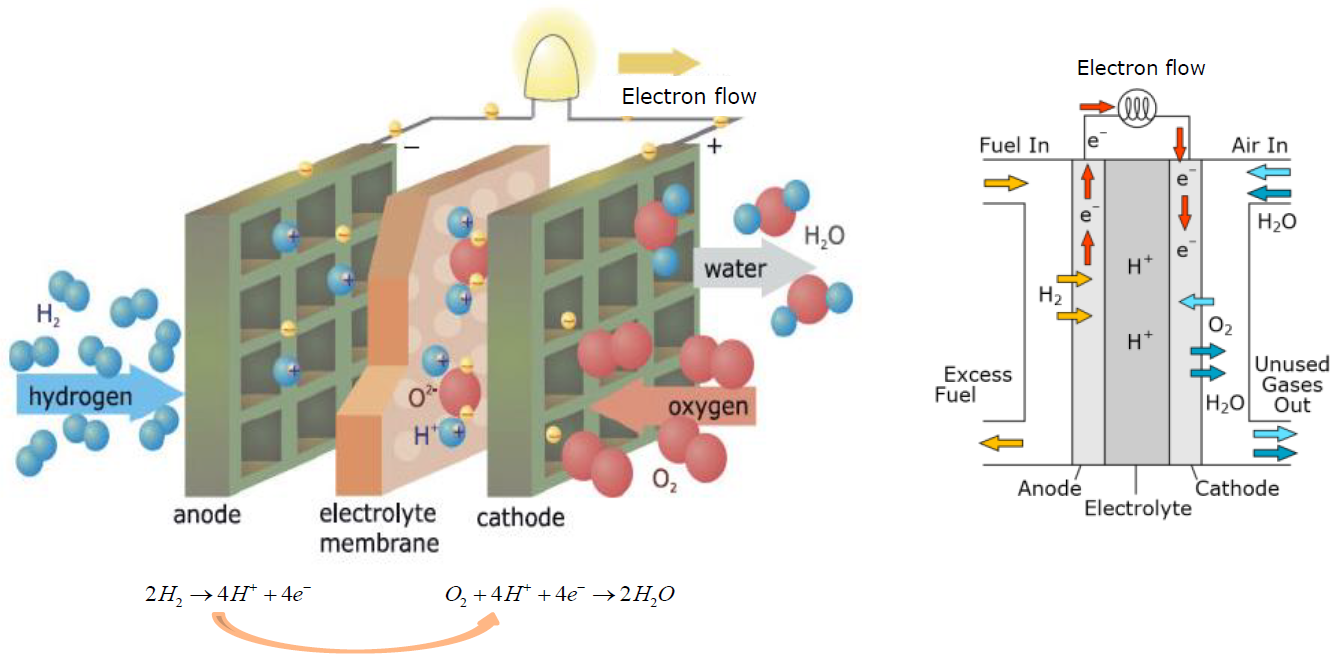 Electron flow
−
+
H₂
hydrogen
+
+
+
+
+
+
+
O²⁻
H⁺
water
H₂O
oxygen
O₂
anode
electrolyte
membrane
cathode
2H₂ → 4H⁺ + 4e⁻
O₂ + 4H⁺ + 4e⁻ → 2H₂O
Electron flow
Fuel In
e⁻
Air In
e⁻
e⁻
H₂O
e⁻
H⁺
H₂
O₂
H⁺
Excess
Fuel
H₂O
Unused
Gases
Out
Anode
Cathode
Electrolyte